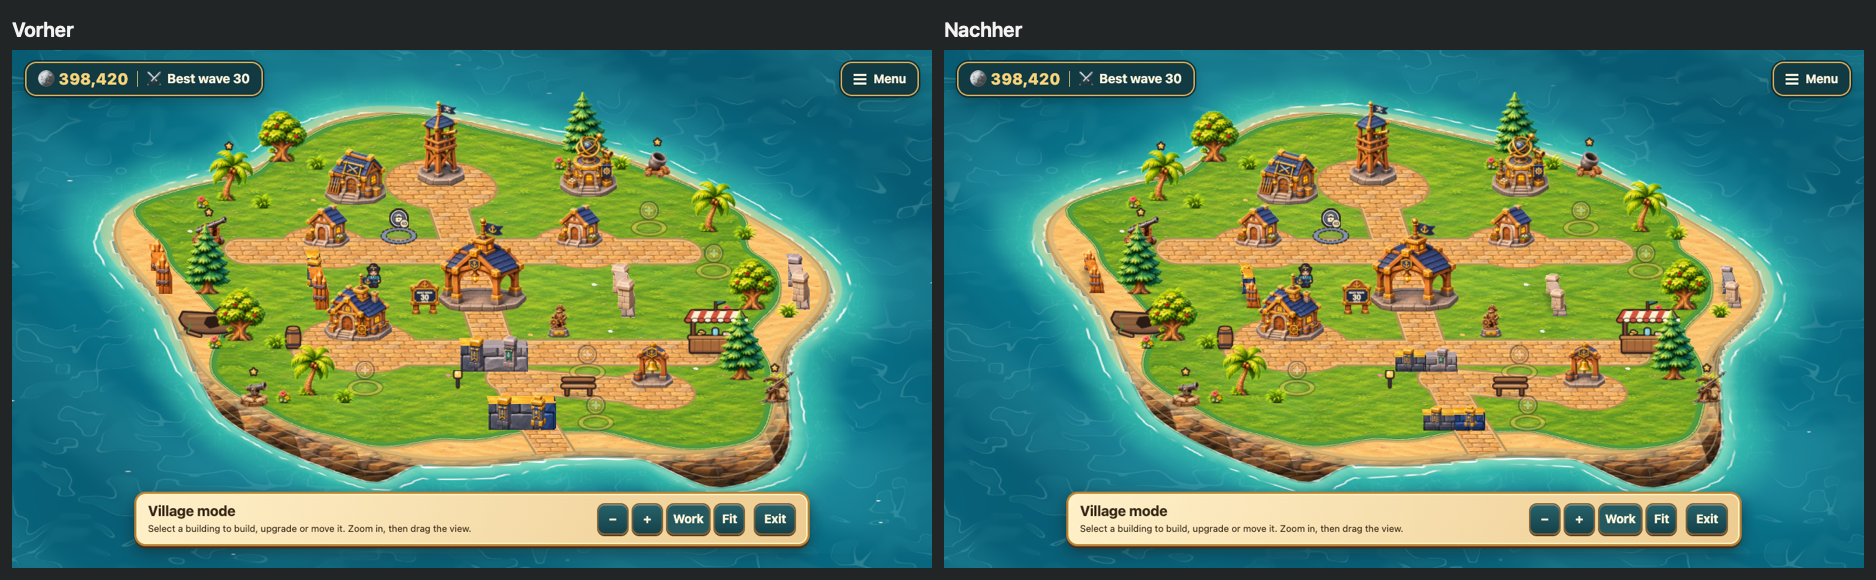 Vorher
398,420 Best wave 30
Menu
30
Village mode
Select a building to build, upgrade or move it. Zoom in, then drag the view.
− + Work Fit Exit
Nachher
398,420 Best wave 30
Menu
30
Village mode
Select a building to build, upgrade or move it. Zoom in, then drag the view.
− + Work Fit Exit